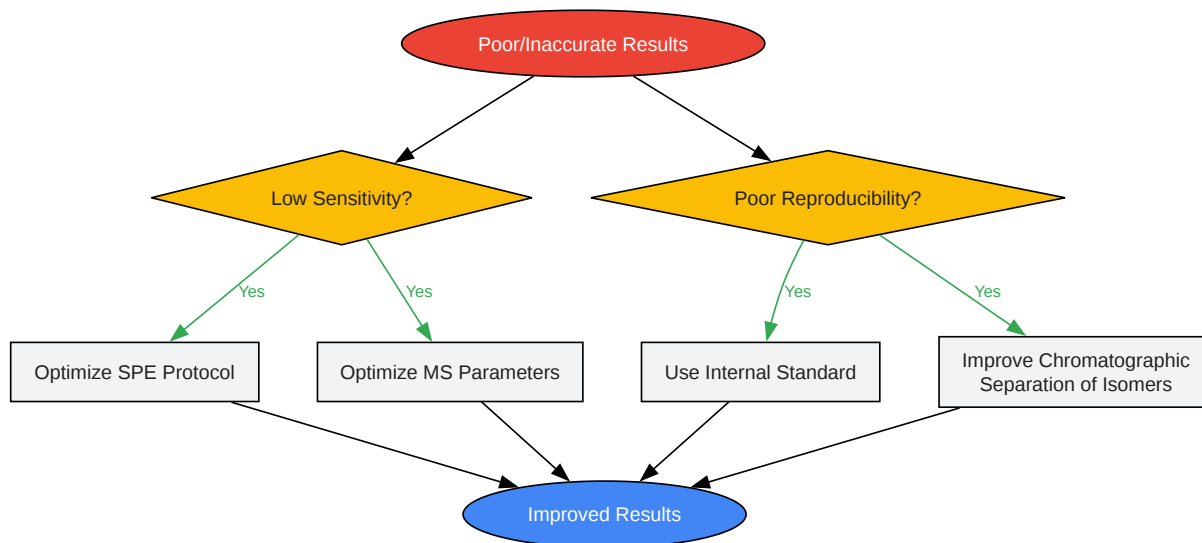 Poor/Inaccurate Results
Low Sensitivity?
Poor Reproducibility?
Yes
Yes
Yes
Yes
Optimize SPE Protocol
Optimize MS Parameters
Use Internal Standard
Improve Chromatographic
Separation of Isomers
Improved Results